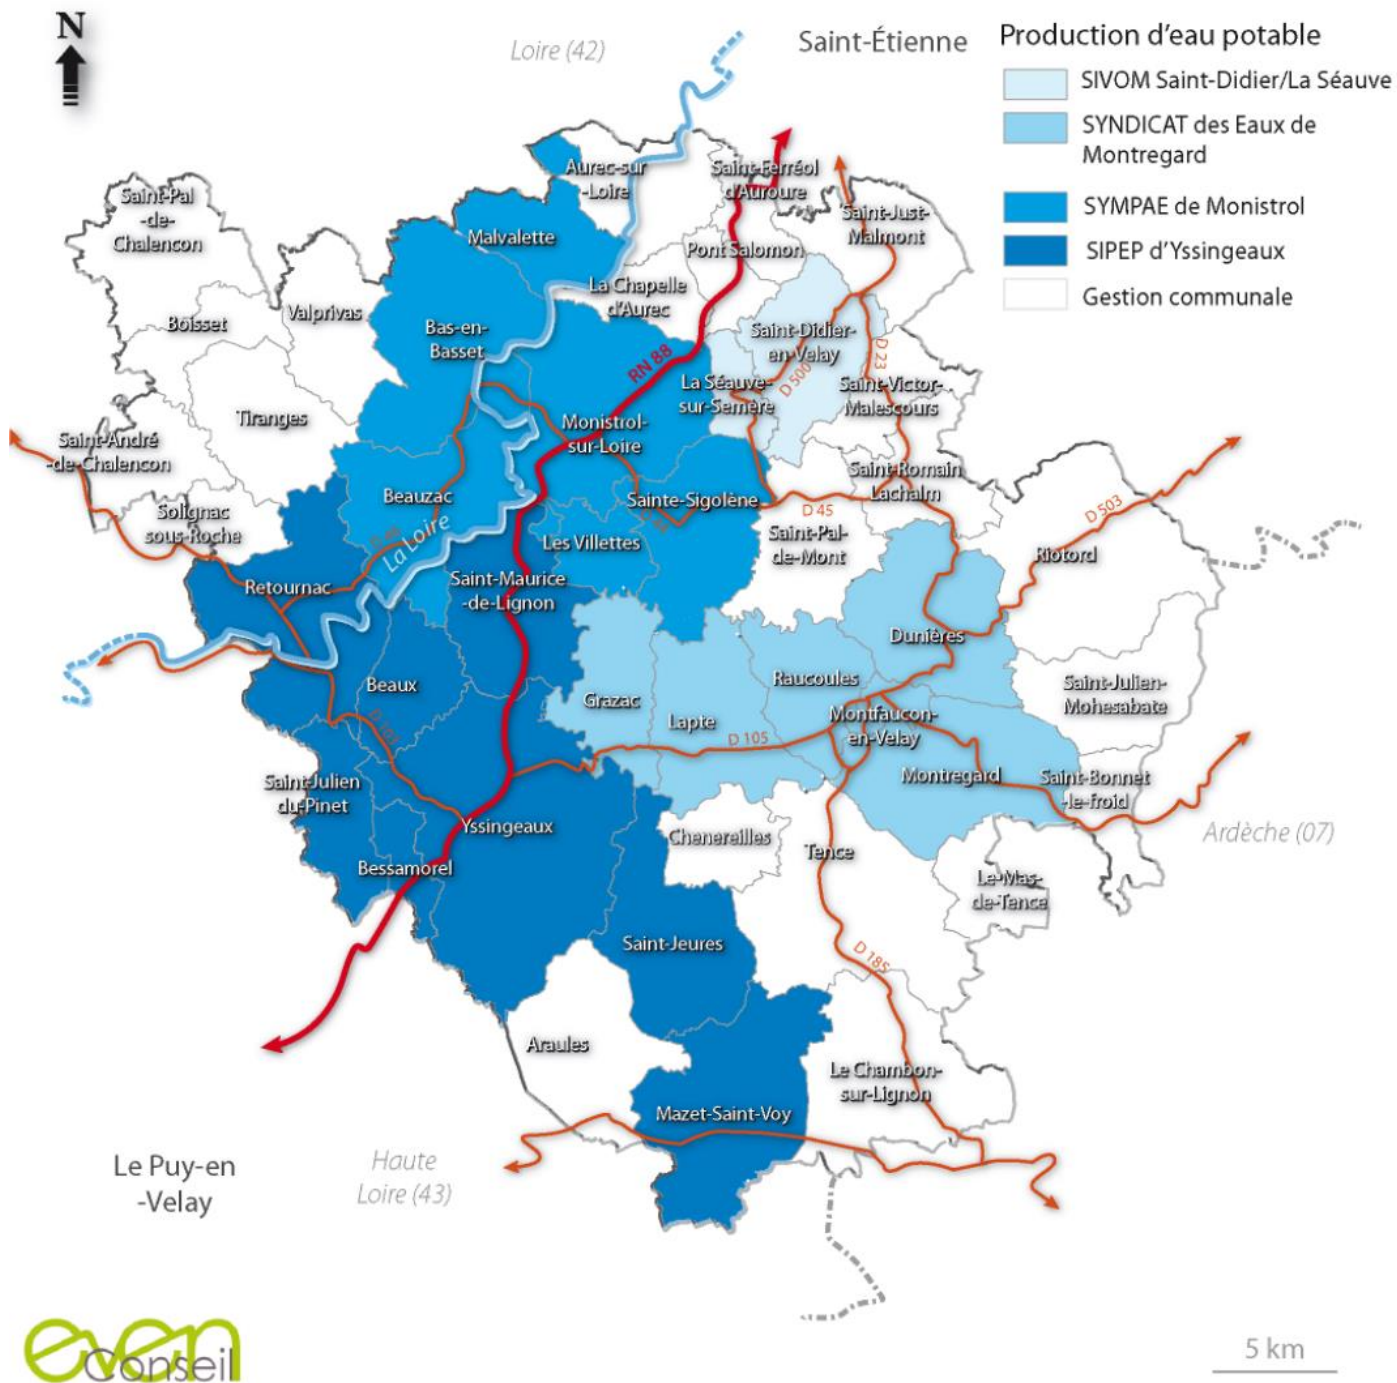 N
Loire (42)
Saint-Étienne
Production d'eau potable
SIVOM Saint-Didier/La Séauve
SYNDICAT des Eaux de
Montregard
SYMPAE de Monistrol
SIPEP d'Yssingeaux
Gestion communale
Aurec-sur
-Loire
Saint-Ferréol
d'Auroure
Saint-Pal
-de-
Chalencon
Saint-Just-
Malmont
Malvalette
Pont Salomon
La Chapelle
d'Aurec
Valprivas
Boisset
Bas-en-
Basset
Saint-Didier-
en-Velay
RN 88
D 500
D 23
La Séauve-
sur-Semère
Saint-Victor-
Malescours
Tiranges
Monistrol-
sur-Loire
Saint-André
-de-Chalencon
Saint-Romain
Lachalm
Beauzac
Sainte-Sigolène
Solignac
sous-Roche
D 45
D 503
La Loire
Les Villettes
Saint-Pal-
de-Mont
Riotord
Retournac
Saint-Maurice
-de-Lignon
Dunières
Beaux
Grazac
Lapte
Raucoules
Saint-Julien-
Mohesabate
Montfaucon-
en-Velay
D 105
Montregard
Saint-Bonnet
-le-froid
Saint-Julien
du-Pinet
Yssingeaux
Chenereilles
Tence
Ardèche (07)
Bessamorel
Le-Mas-
de-Tence
Saint-Jeures
D 185
Araules
Le Chambon-
sur-Lignon
Mazet-Saint-Voy
Le Puy-en
-Velay
Haute
Loire (43)
even
Conseil
5 km